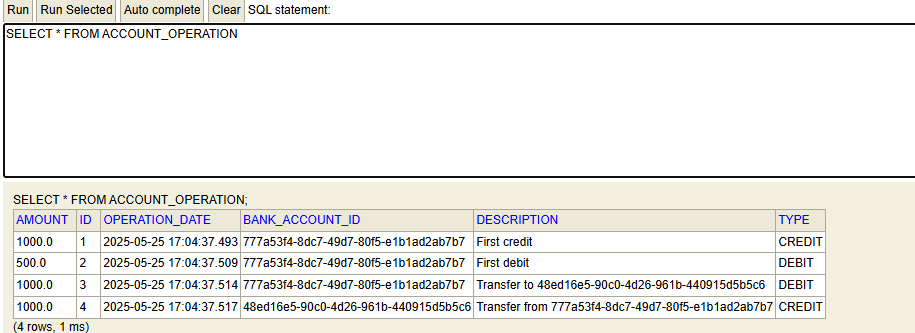 Run Run Selected Auto complete Clear SQL statement:
SELECT * FROM ACCOUNT_OPERATION
SELECT * FROM ACCOUNT_OPERATION;
AMOUNT ID OPERATION_DATE BANK_ACCOUNT_ID DESCRIPTION TYPE
1000.0 1 2025-05-25 17:04:37.493 777a53f4-8dc7-49d7-80f5-e1b1ad2ab7b7 First credit CREDIT
500.0 2 2025-05-25 17:04:37.509 777a53f4-8dc7-49d7-80f5-e1b1ad2ab7b7 First debit DEBIT
1000.0 3 2025-05-25 17:04:37.514 777a53f4-8dc7-49d7-80f5-e1b1ad2ab7b7 Transfer to 48ed16e5-90c0-4d26-961b-440915d5b5c6 DEBIT
1000.0 4 2025-05-25 17:04:37.517 48ed16e5-90c0-4d26-961b-440915d5b5c6 Transfer from 777a53f4-8dc7-49d7-80f5-e1b1ad2ab7b7 CREDIT
(4 rows, 1 ms)